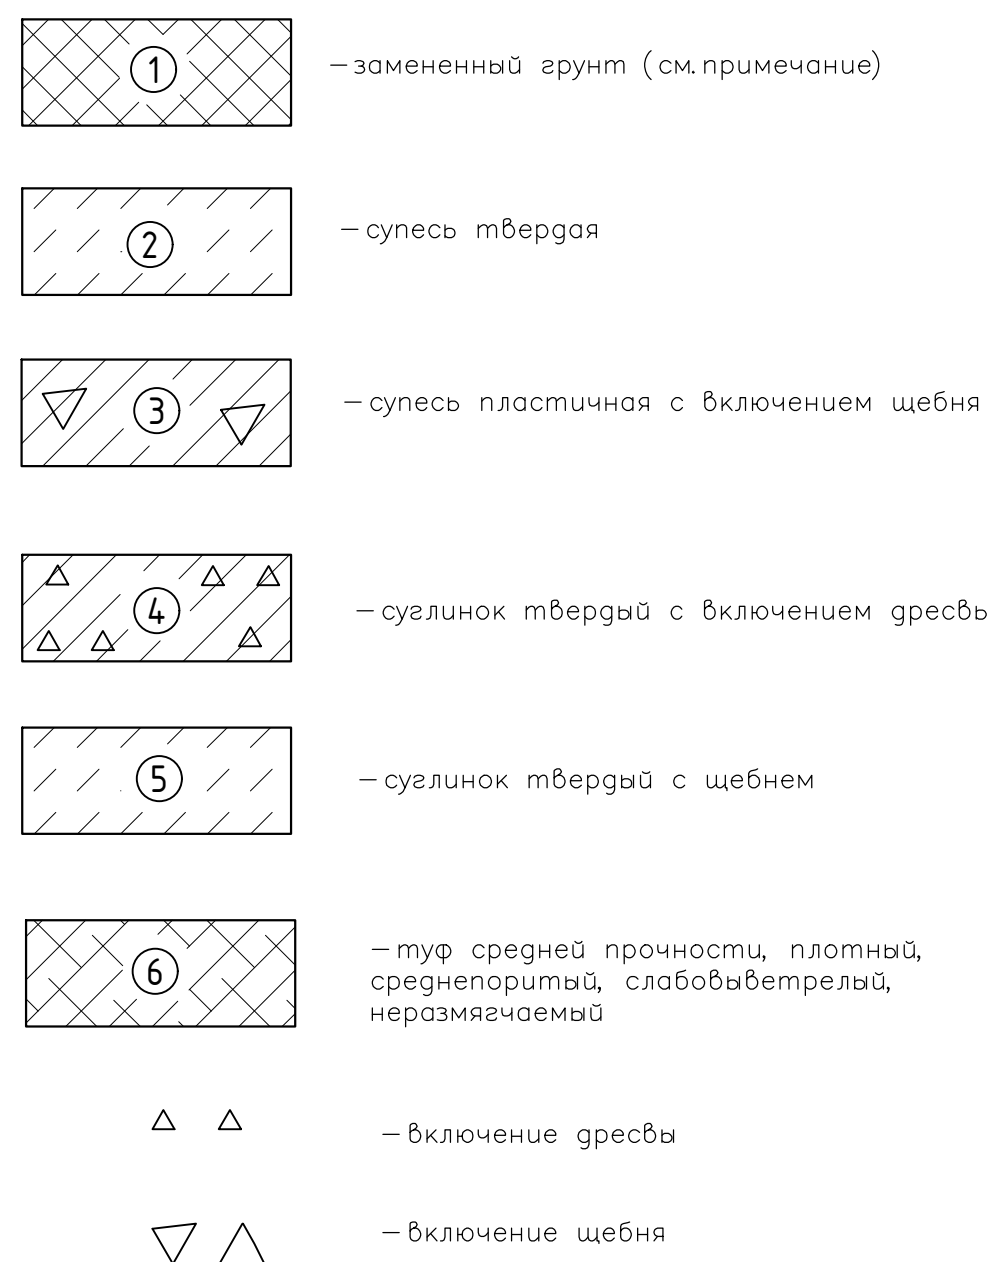 1 – замененный грунт (см. примечание)
2 – супесь твердая
3 – супесь пластичная с включением щебня
4 – суглинок твердый с включением дресвь
5 – суглинок твердый с щебнем
6 – туф средней прочности, плотный,
среднепоритый, слабовыветрелый,
неразмягчаемый
– включение дресвы
– включение щебня